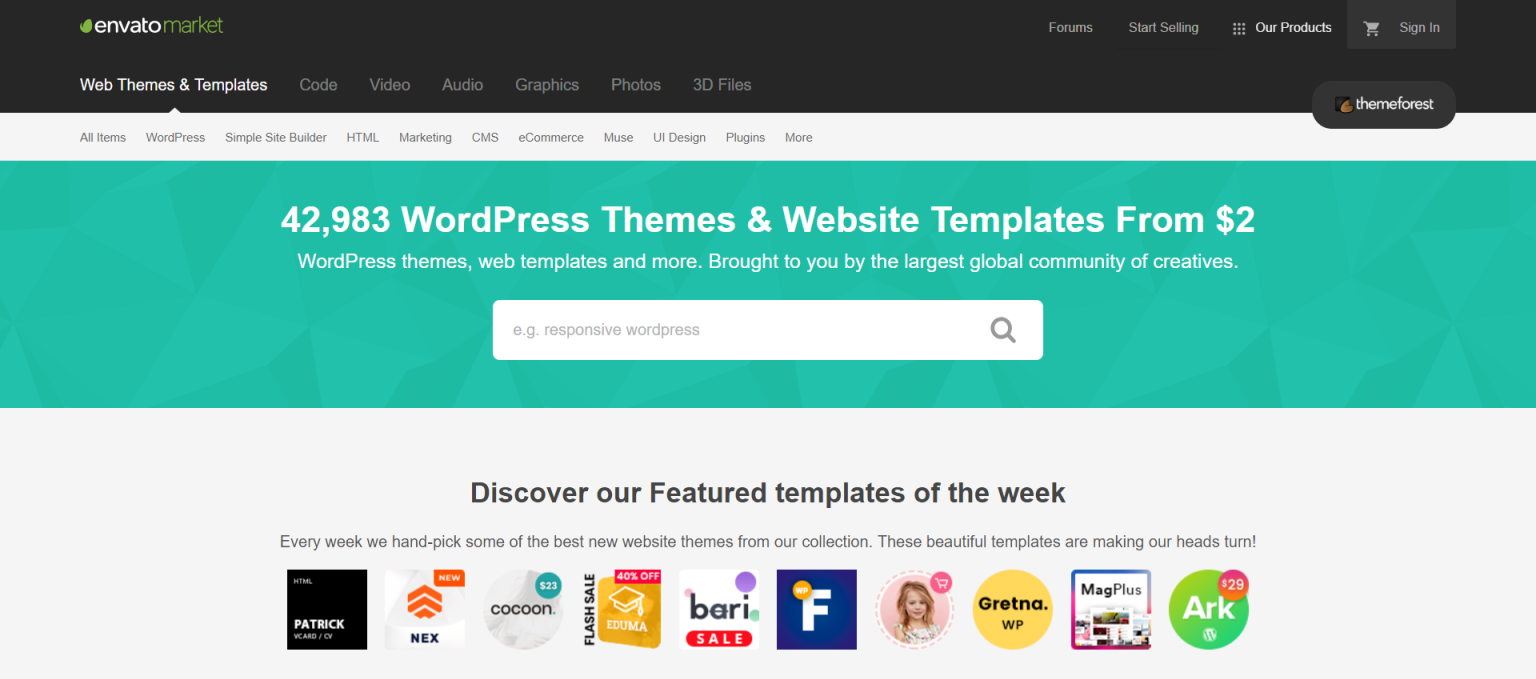 envatomarket
Forums
Start Selling
Our Products
Sign In
Web Themes & Templates
Code
Video
Audio
Graphics
Photos
3D Files
themeforest
All Items
WordPress
Simple Site Builder
HTML
Marketing
CMS
eCommerce
Muse
UI Design
Plugins
More
42,983 WordPress Themes & Website Templates From $2
WordPress themes, web templates and more. Brought to you by the largest global community of creatives.
e.g. responsive wordpress
Discover our Featured templates of the week
Every week we hand-pick some of the best new website themes from our collection. These beautiful templates are making our heads turn!
HTML
PATRICK
VCARD / CV
NEW
NEX
$23
cocoon.
FLASH SALE
40% OFF
EDUMA
bari
SALE
WP
F
Gretna.
WP
MagPlus
$29
Ark